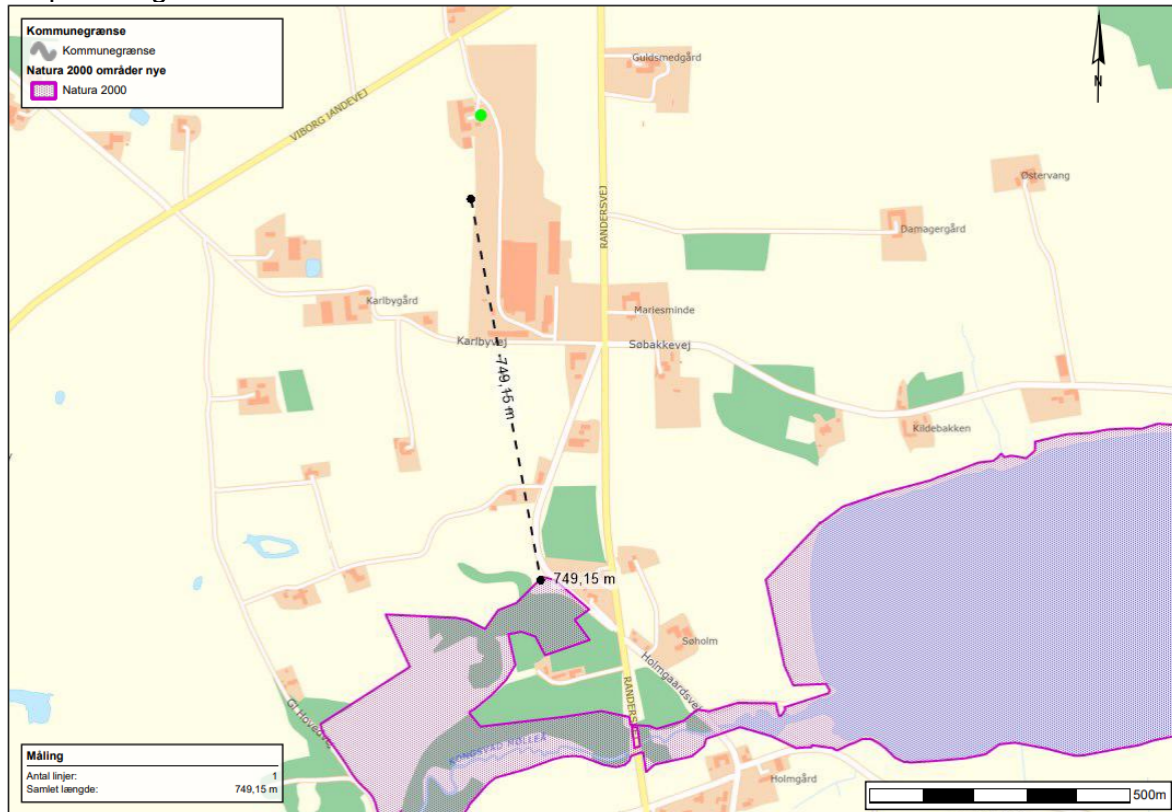 Kommunegrænse
Kommunegrænse
Natura 2000 områder nye
Natura 2000
N
Guldsmedgård
VIBORG LANDEVEJ
Østervang
RANDERSVEJ
Damagergård
Karlbygård
Mariesminde
Karlbyvej
Søbakkevej
749,15 m
Kildebakken
749,15 m
Søholm
Holmgaardsvej
Gl Hovedvej
RANDERSVEJ
KONGSVAD MØLLEÅ
Holmgård
Måling
Antal linjer: 1
Samlet længde: 749,15 m
500m